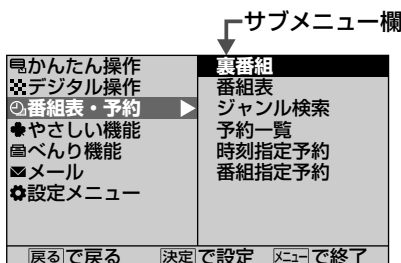 サブメニュー欄
かんたん操作
デジタル操作
番組表・予約
やさしい機能
べんり機能
メール
設定メニュー
裏番組
番組表
ジャンル検索
予約一覧
時刻指定予約
番組指定予約
戻るで戻る 決定で設定 メニューで終了